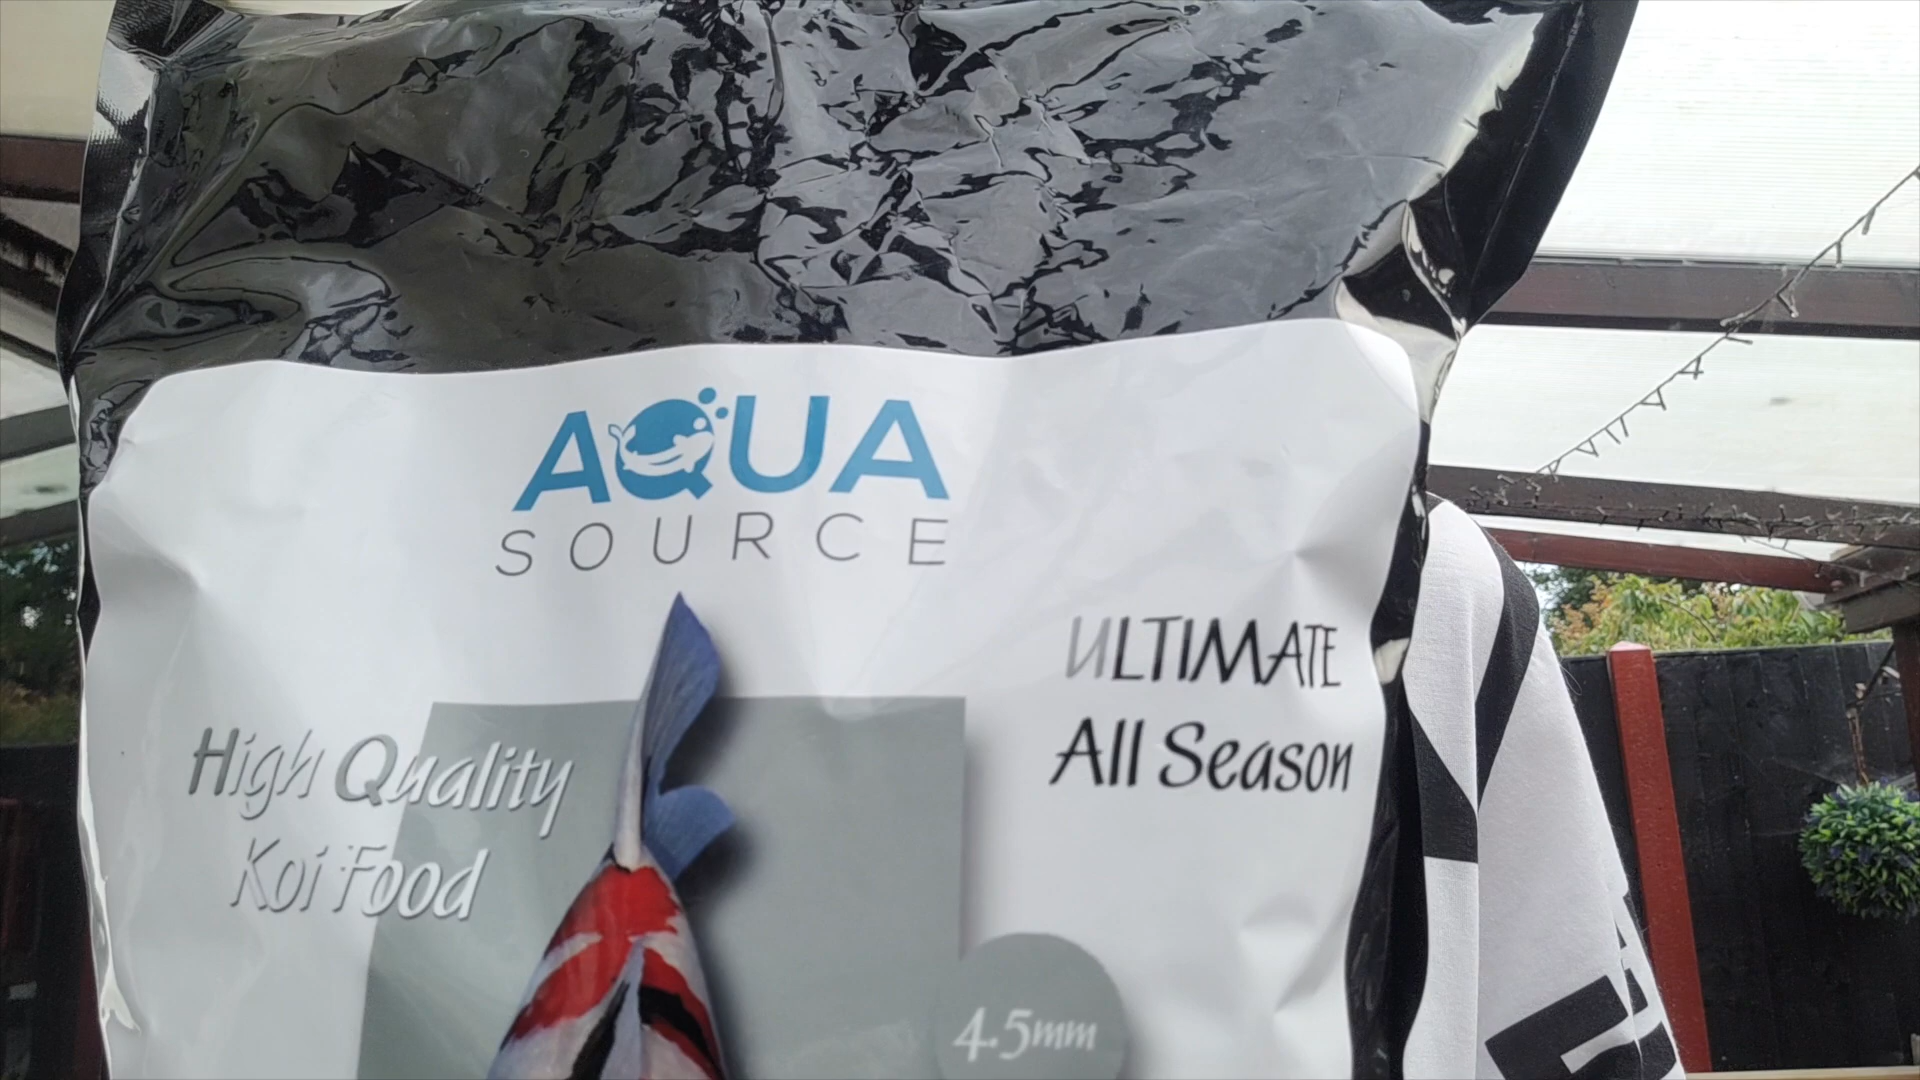 AQUA
SOURCE
ULTIMATE
All Season
High Quality
Koi Food
4.5mm